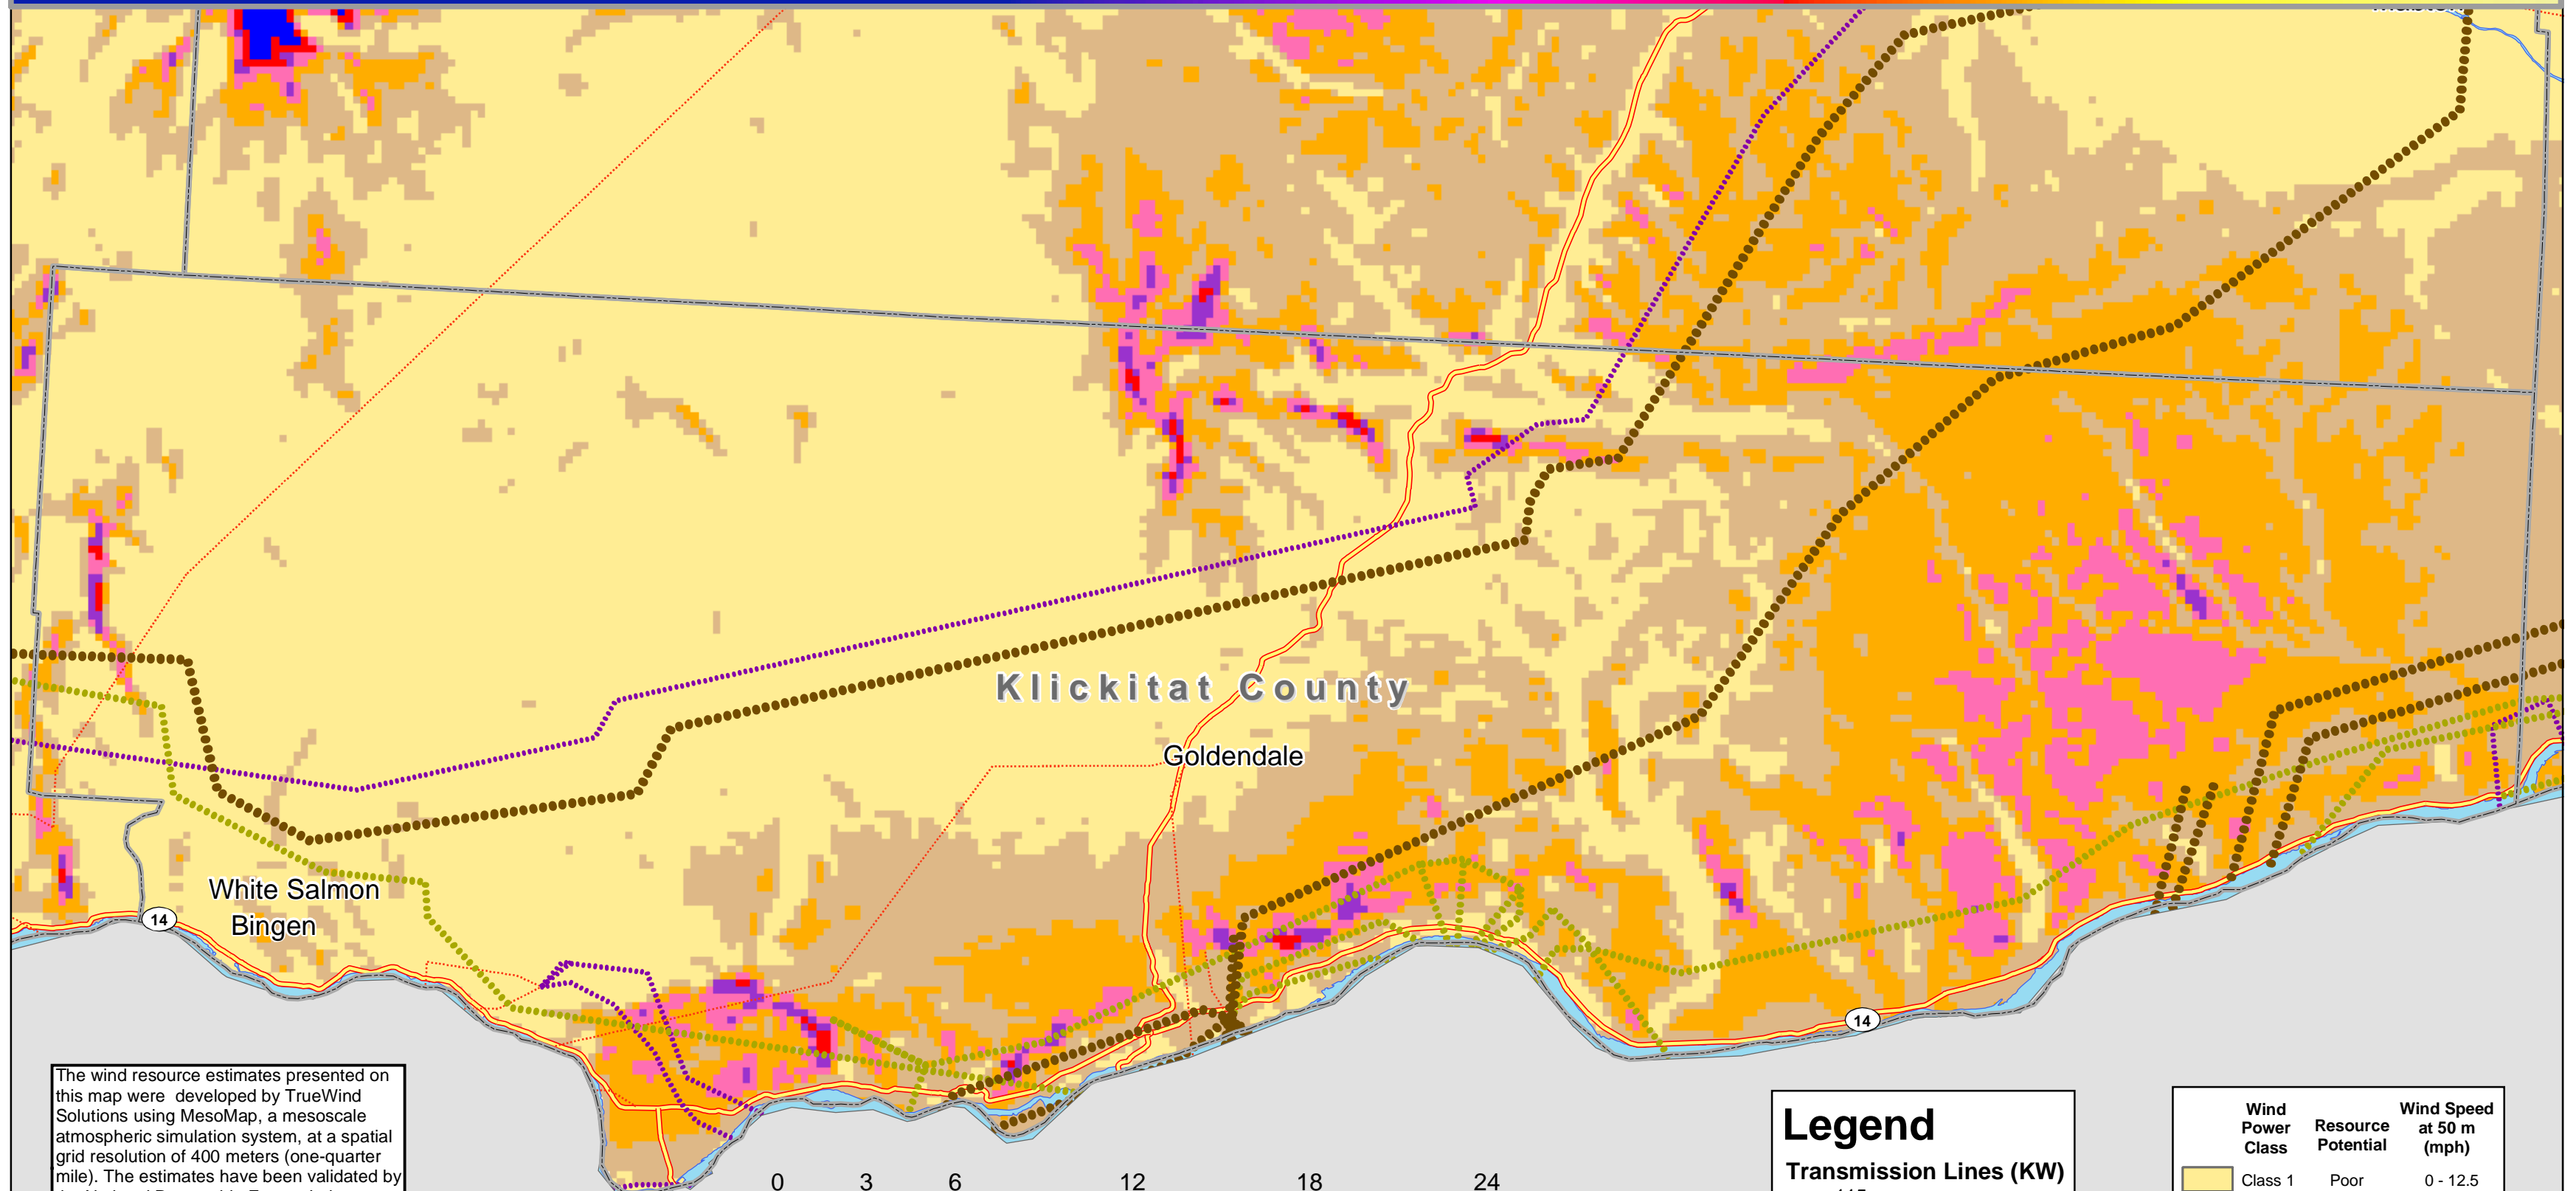 Klickitat County
Goldendale
White Salmon
Bingen
14
14
The wind resource estimates presented on
this map were developed by TrueWind
Solutions using MesoMap, a mesoscale
atmospheric simulation system, at a spatial
grid resolution of 400 meters (one-quarter
mile). The estimates have been validated by
0 3 6 12 18 24
Legend
Transmission Lines (KW)
Wind Power Class
Resource Potential
Wind Speed at 50 m (mph)
Class 1 Poor 0 - 12.5